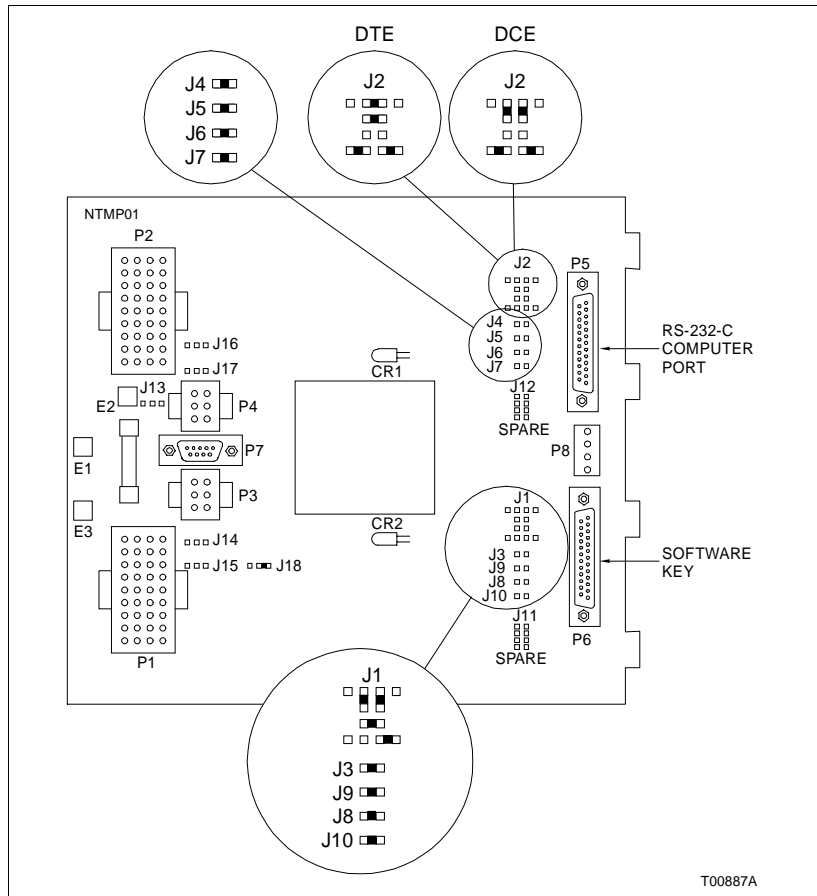 DTE
DCE
J4
J5
J6
J7
J2
J2
NTMP01
P2
J16
J17
J13
E2
P4
E1
P7
E3
P3
J14
J15
J18
P1
CR1
CR2
J2
J4
J5
J6
J7
J12
SPARE
P5
RS-232-C
COMPUTER
PORT
P8
J1
J3
J9
J8
J10
J11
SPARE
P6
SOFTWARE
KEY
J1
J3
J9
J8
J10
T00887A